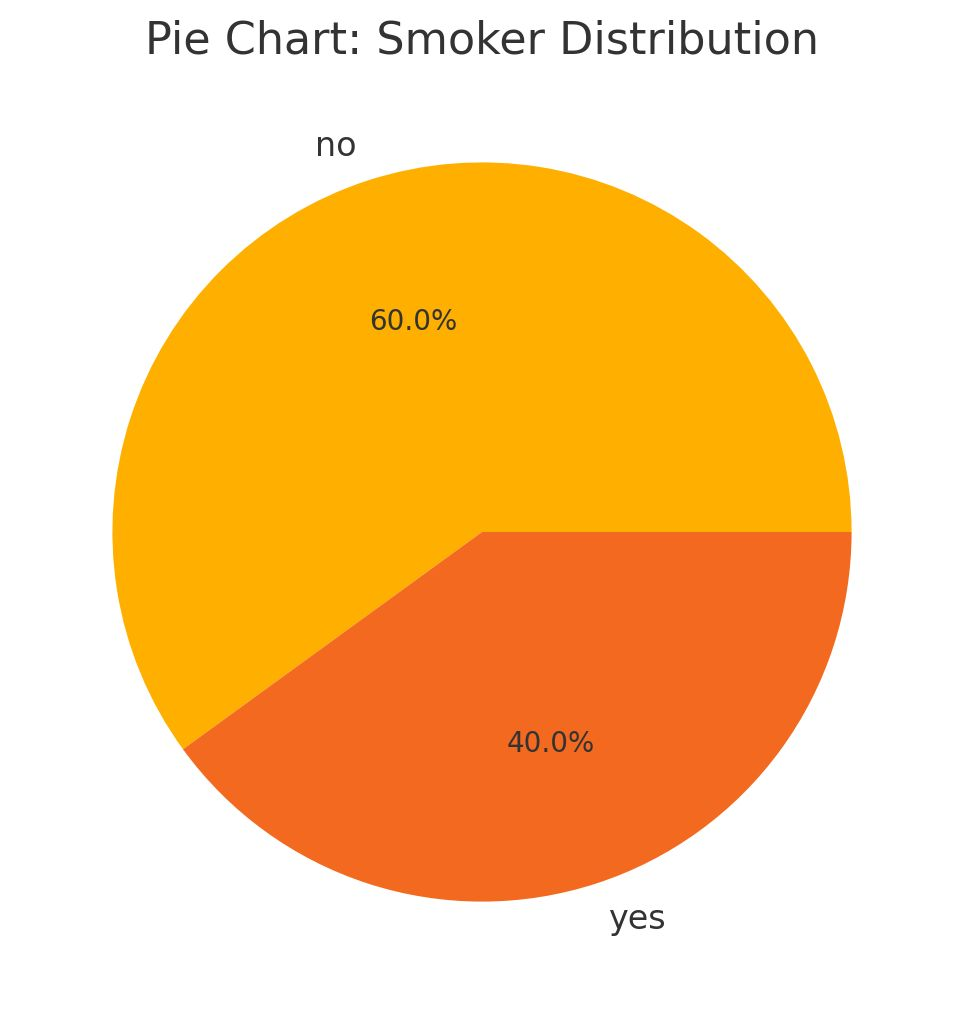 Pie Chart: Smoker Distribution
no
60.0%
40.0%
yes